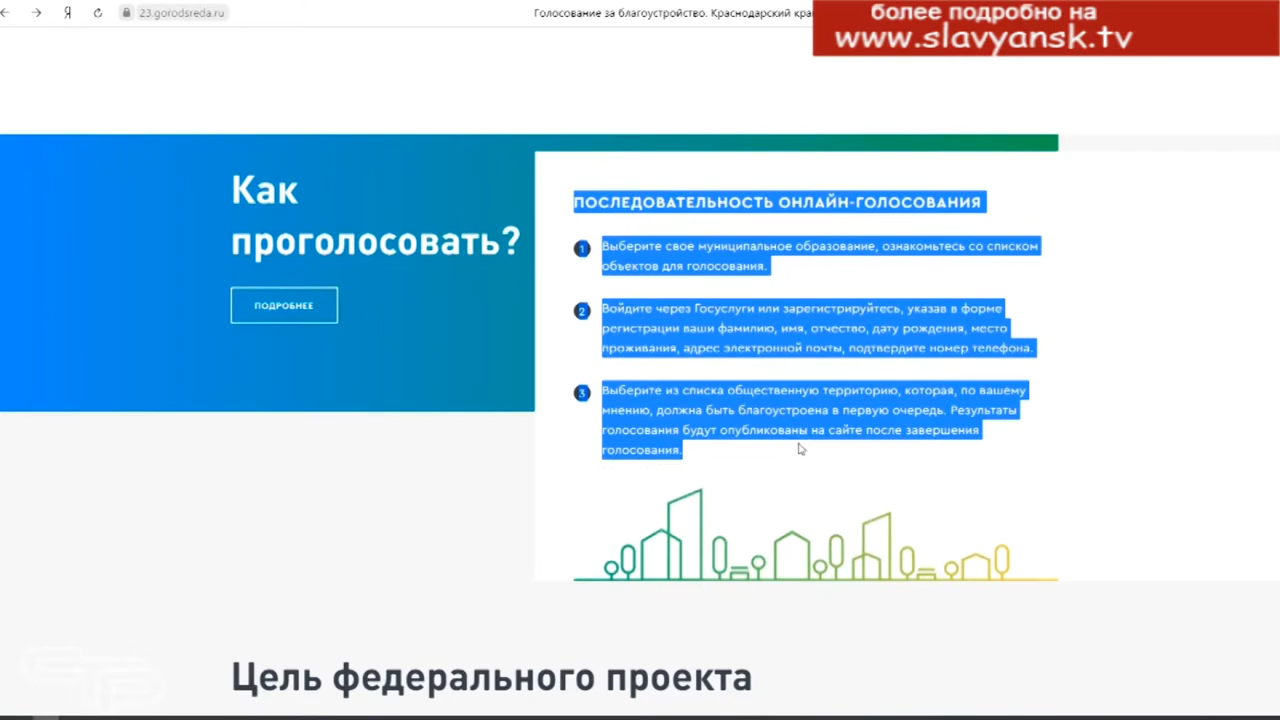 23.gorodsreda.ru
Голосование за благоустройство. Краснодарский кра
более подробно на
www.slavyansk.tv
Как
проголосовать?
ПОДРОБНЕЕ
ПОСЛЕДОВАТЕЛЬНОСТЬ ОНЛАЙН-ГОЛОСОВАНИЯ
1 Выберите свое муниципальное образование, ознакомьтесь со списком
объектов для голосования.
2 Войдите через Госуслуги или зарегистрируйтесь, указав в форме
регистрации ваши фамилию, имя, отчество, дату рождения, место
проживания, адрес электронной почты, подтвердите номер телефона.
3 Выберите из списка общественную территорию, которая, по вашему
мнению, должна быть благоустроена в первую очередь. Результаты
голосования будут опубликованы на сайте после завершения
голосования.
Цель федерального проекта